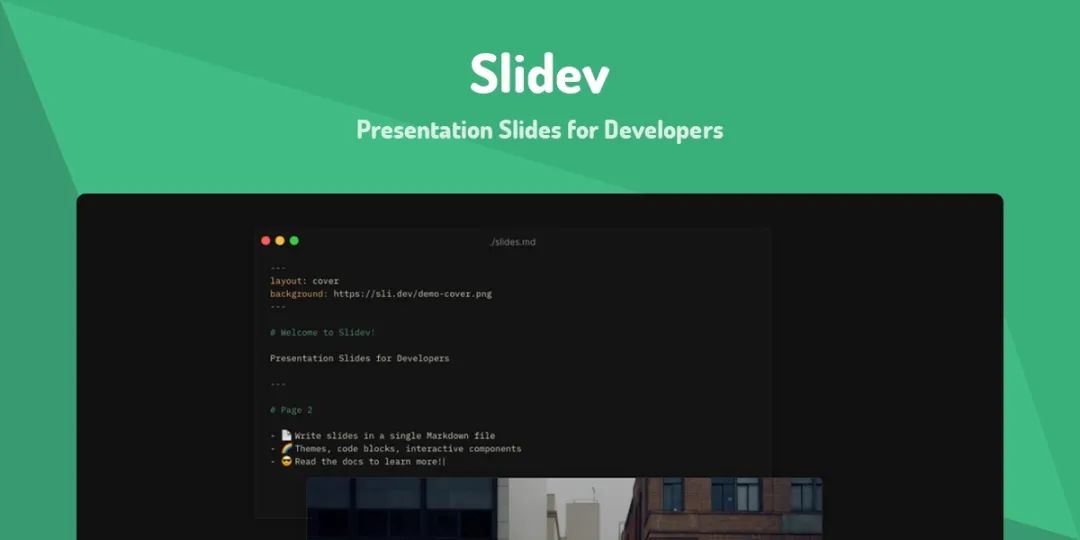 Slidev
Presentation Slides for Developers
./slides.md
---
layout: cover
background: https://sli.dev/demo-cover.png
---
# Welcome to Slidev!
Presentation Slides for Developers
---
# Page 2
- 📄Write slides in a single Markdown file
- 🌈Themes, code blocks, interactive components
- 😎Read the docs to learn more!|